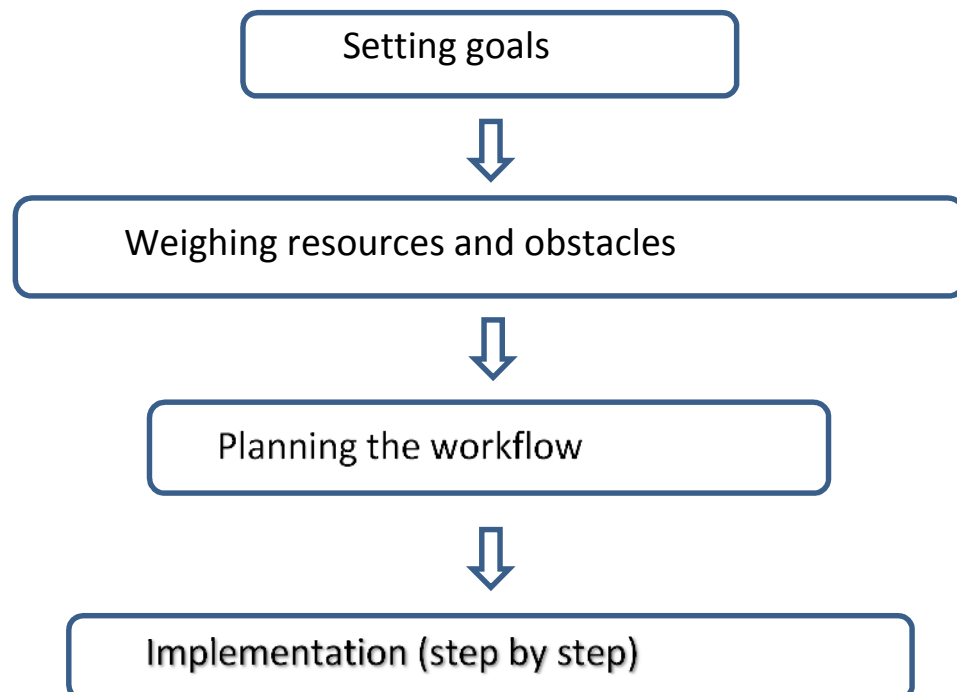 Setting goals
Weighing resources and obstacles
Planning the workflow
Implementation (step by step)